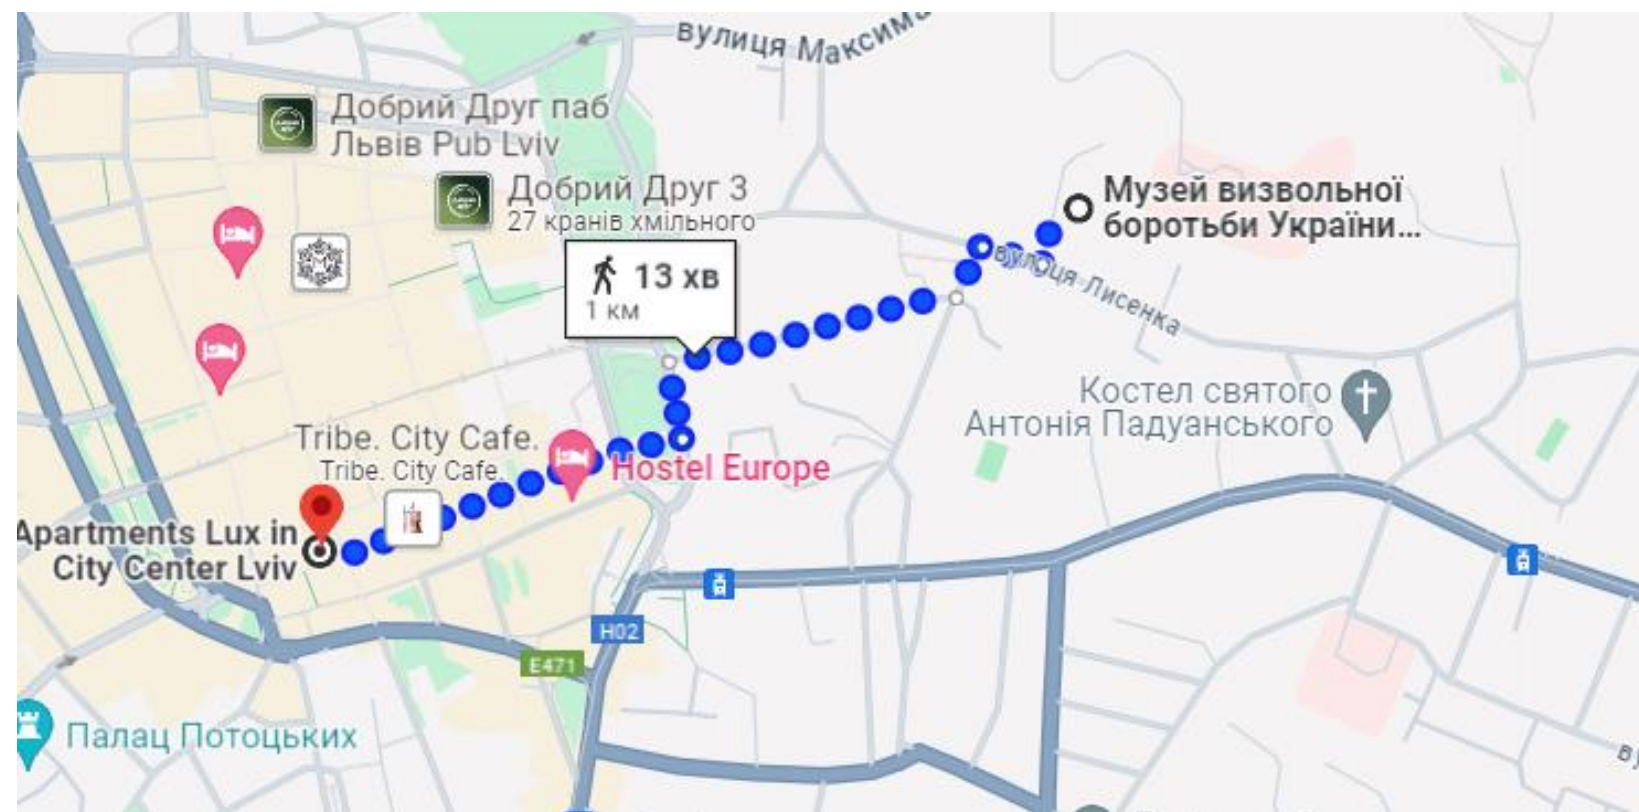 вулиця Максима
Добрий Друг паб
Львів Pub Lviv
Добрий Друг 3
27 кранів хмільного
Музей визвольної
боротьби України...
13 хв
1 км
вулиця Лисенка
Костел святого
Антонія Падуанського
Tribe. City Cafe.
Tribe. City Cafe.
Hostel Europe
Apartments Lux in
City Center Lviv
H02
E471
Палац Потоцьких